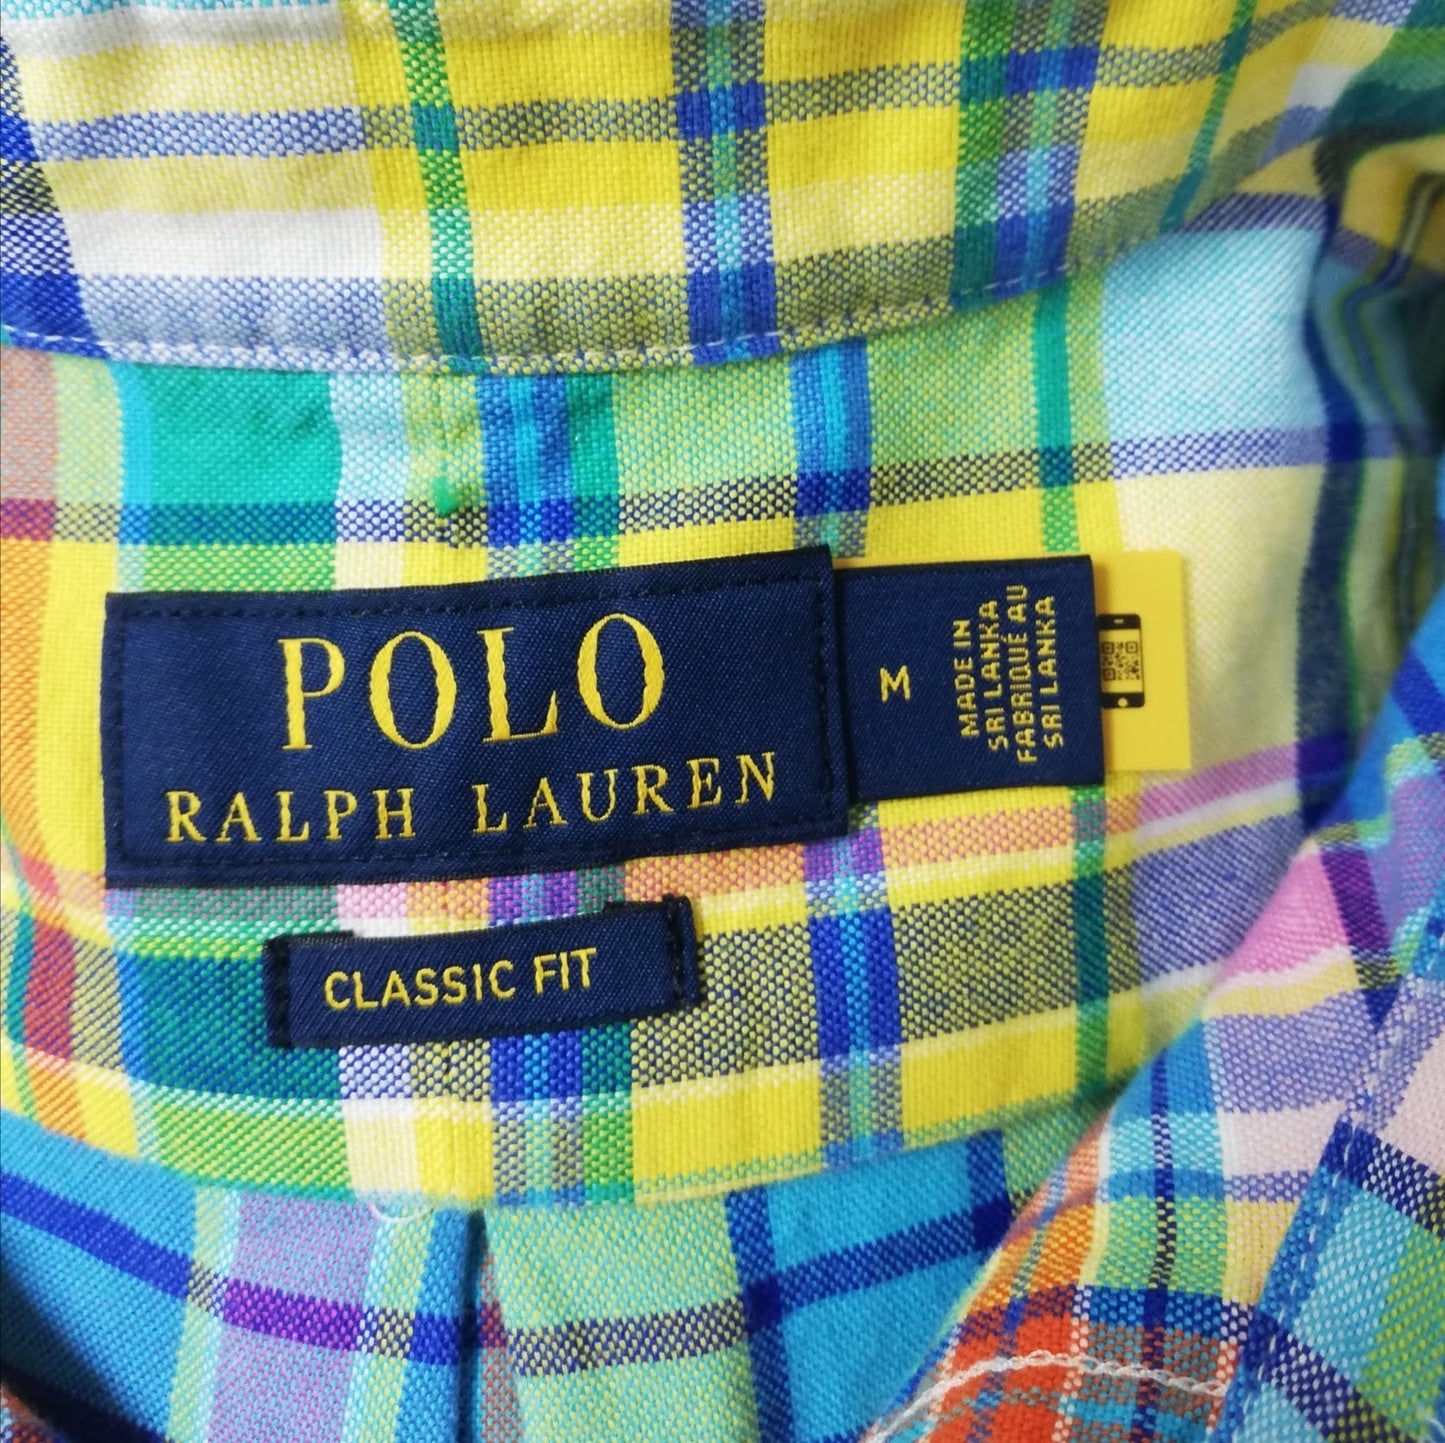 POLO
RALPH LAUREN
M
MADE IN
SRI LANKA
FABRIQUÉ AU
SRI LANKA
CLASSIC FIT